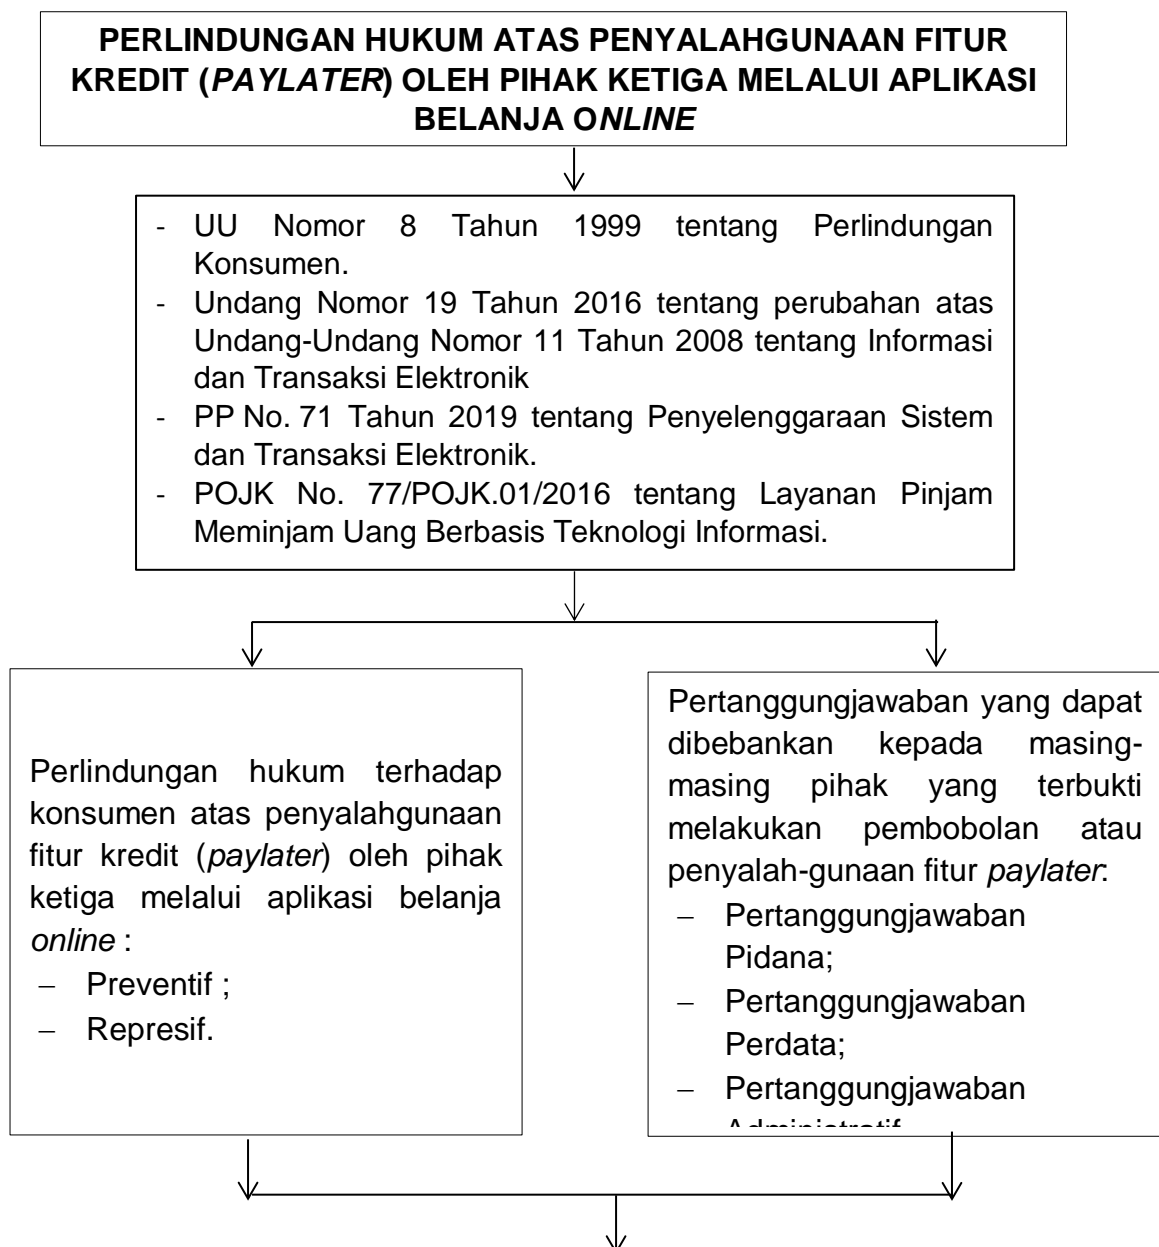 PERLINDUNGAN HUKUM ATAS PENYALAHGUNAAN FITUR
KREDIT (PAYLATER) OLEH PIHAK KETIGA MELALUI APLIKASI
BELANJA ONLINE
- UU Nomor 8 Tahun 1999 tentang Perlindungan
Konsumen.
- Undang Nomor 19 Tahun 2016 tentang perubahan atas
Undang-Undang Nomor 11 Tahun 2008 tentang Informasi
dan Transaksi Elektronik
- PP No. 71 Tahun 2019 tentang Penyelenggaraan Sistem
dan Transaksi Elektronik.
- POJK No. 77/POJK.01/2016 tentang Layanan Pinjam
Meminjam Uang Berbasis Teknologi Informasi.
Perlindungan hukum terhadap
konsumen atas penyalahgunaan
fitur kredit (paylater) oleh pihak
ketiga melalui aplikasi belanja
online :
– Preventif ;
– Represif.
Pertanggungjawaban yang dapat
dibebankan kepada masing-
masing pihak yang terbukti
melakukan pembobolan atau
penyalah-gunaan fitur paylater:
– Pertanggungjawaban
Pidana;
– Pertanggungjawaban
Perdata;
– Pertanggungjawaban
Administratif